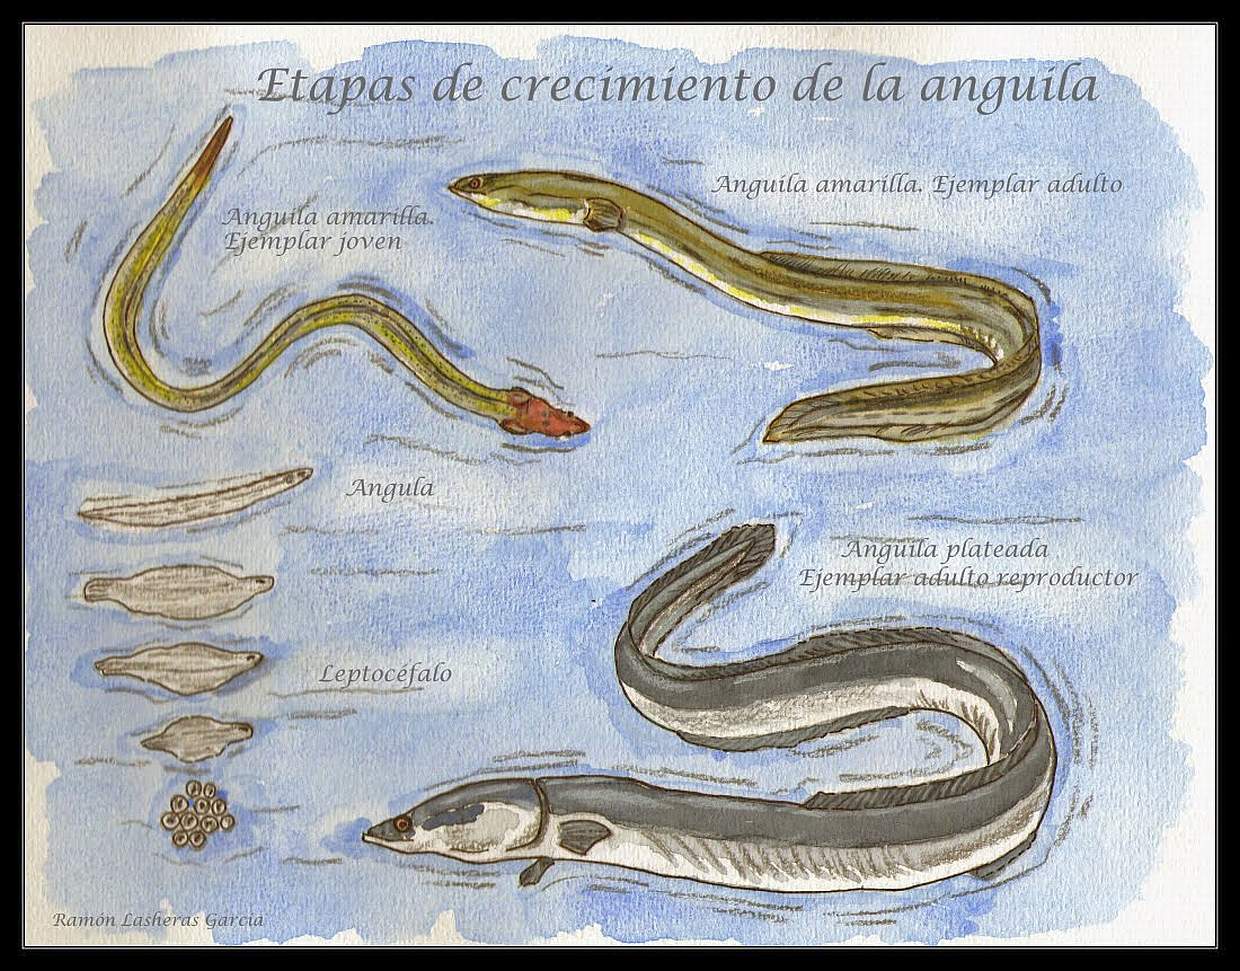 Etapas de crecimiento de la anguila
Anguila amarilla. Ejemplar adulto
Anguila amarilla.
Ejemplar joven
Angula
Anguila plateada
Ejemplar adulto reproductor
Leptocéfalo
Ramón Lasheras García